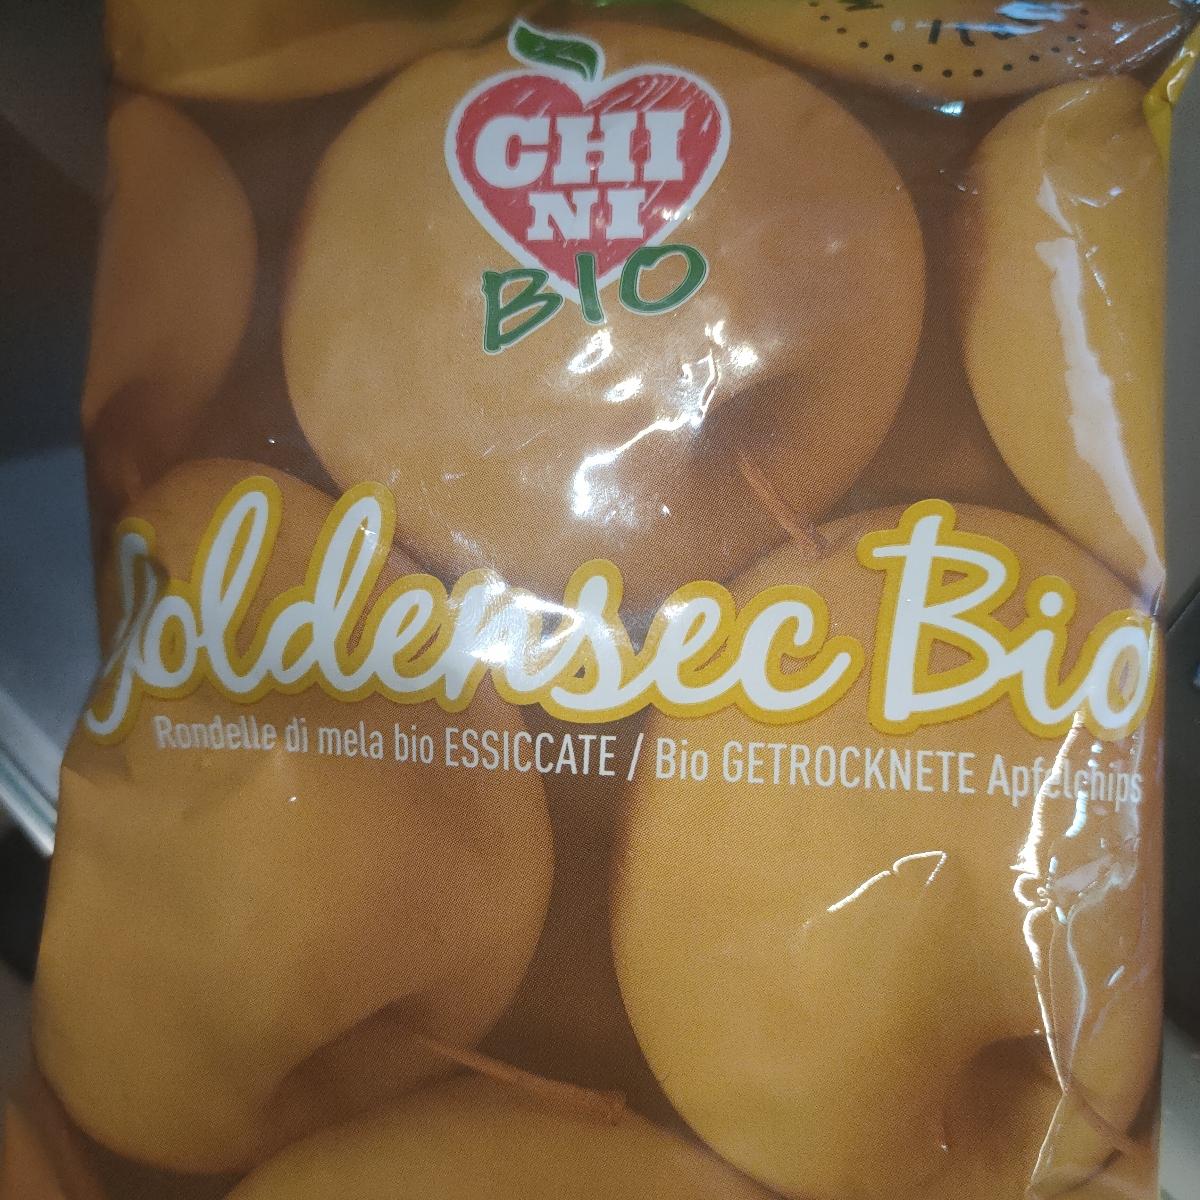 CHI
NI
BIO
Goldensec Bio
Rondelle di mela bio ESSICCATE / Bio GETROCKNETE Apfelchips